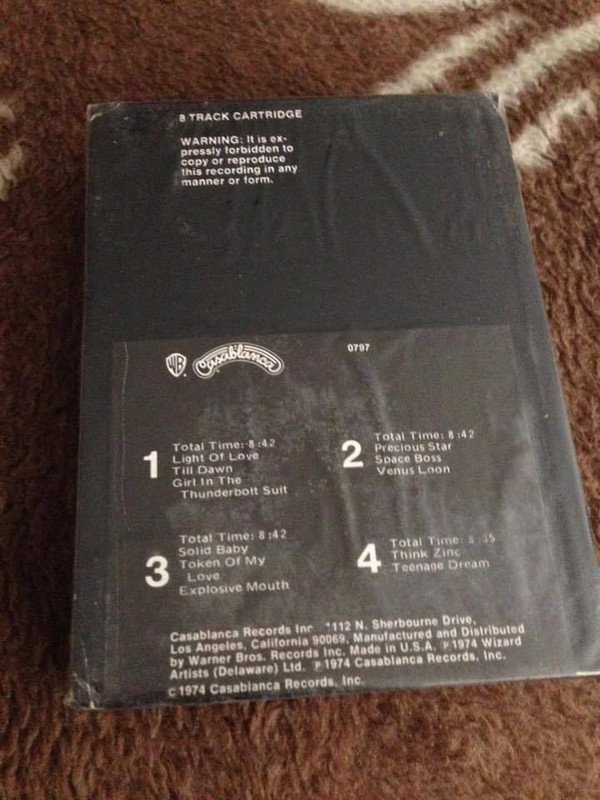 8 TRACK CARTRIDGE
WARNING: It is ex-
pressly forbidden to
copy or reproduce
this recording in any
manner or form.
WB
Casablanca
0797
1
Total Time: 8:42
Light Of Love
Till Dawn
Girl In The
Thunderbolt Suit
2
Total Time: 8:42
Precious Star
Space Boss
Venus Loon
3
Total Time: 8:42
Solid Baby
Token Of My
Love
Explosive Mouth
4
Total Time: 8:35
Think Zinc
Teenage Dream
Casablanca Records Inc 1112 N. Sherbourne Drive,
Los Angeles, California 90069, Manufactured and Distributed
by Warner Bros. Records Inc. Made in U.S.A. ℗ 1974 Wizard
Artists (Delaware) Ltd. ℗ 1974 Casablanca Records, Inc.
C 1974 Casablanca Records, Inc.